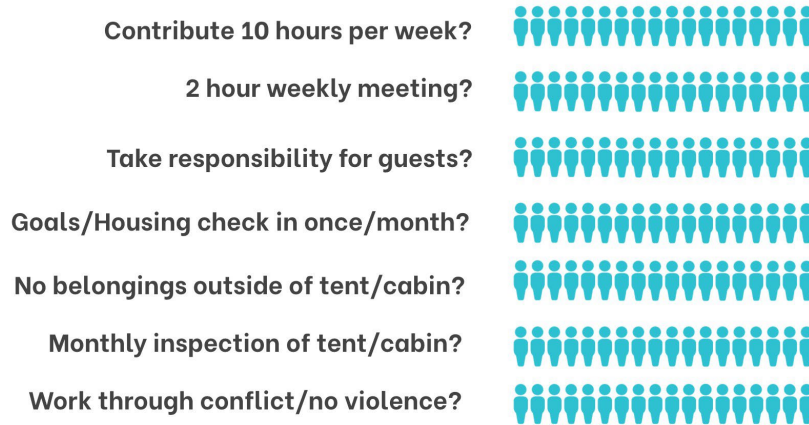 Contribute 10 hours per week?
2 hour weekly meeting?
Take responsibility for guests?
Goals/Housing check in once/month?
No belongings outside of tent/cabin?
Monthly inspection of tent/cabin?
Work through conflict/no violence?